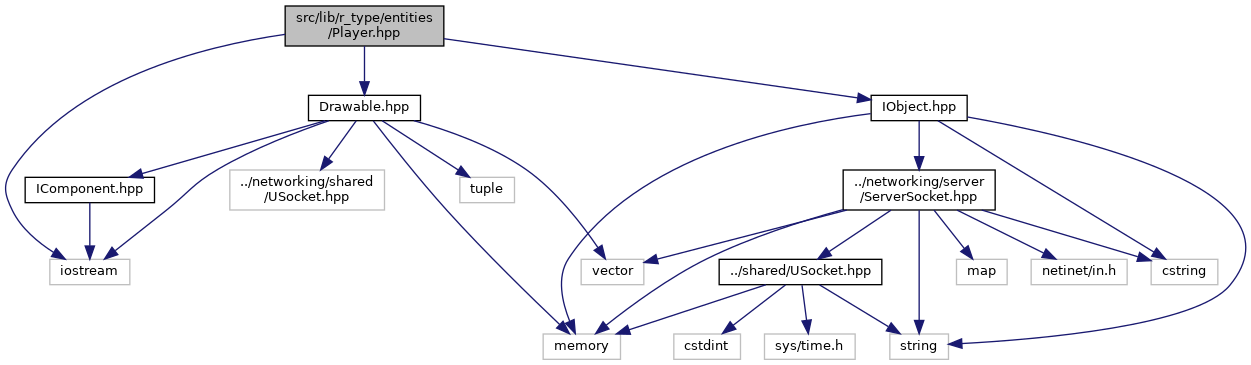 src/lib/r_type/entities
/Player.hpp
Drawable.hpp
IObject.hpp
IComponent.hpp
../networking/shared
/USocket.hpp
tuple
../networking/server
/ServerSocket.hpp
iostream
vector
../shared/USocket.hpp
map
netinet/in.h
cstring
memory
cstdint
sys/time.h
string